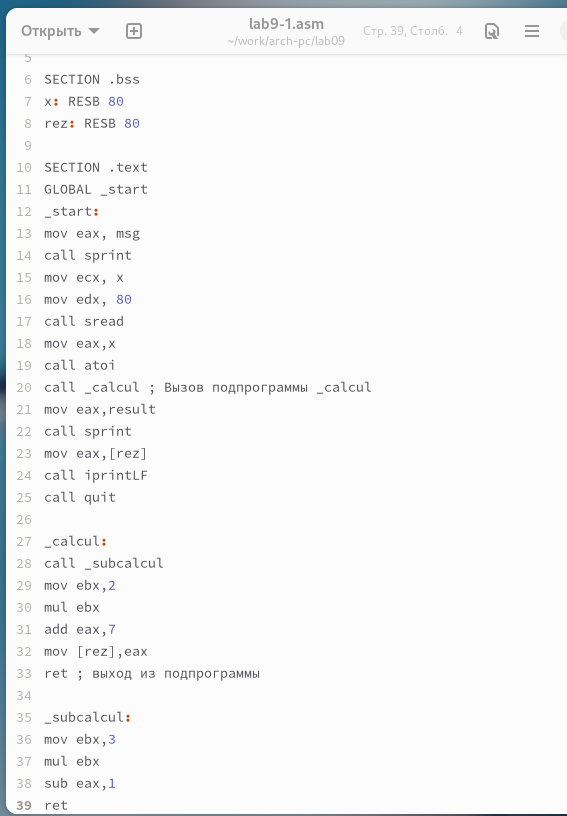 Открыть
lab9-1.asm
~/work/arch-pc/lab09
Стр. 39, Столб. 4
5
6 SECTION .bss
7 x: RESB 80
8 rez: RESB 80
9
10 SECTION .text
11 GLOBAL _start
12 _start:
13 mov eax, msg
14 call sprint
15 mov ecx, x
16 mov edx, 80
17 call sread
18 mov eax,x
19 call atoi
20 call _calcul ; Вызов подпрограммы _calcul
21 mov eax,result
22 call sprint
23 mov eax,[rez]
24 call iprintLF
25 call quit
26
27 _calcul:
28 call _subcalcul
29 mov ebx,2
30 mul ebx
31 add eax,7
32 mov [rez],eax
33 ret ; выход из подпрограммы
34
35 _subcalcul:
36 mov ebx,3
37 mul ebx
38 sub eax,1
39 ret